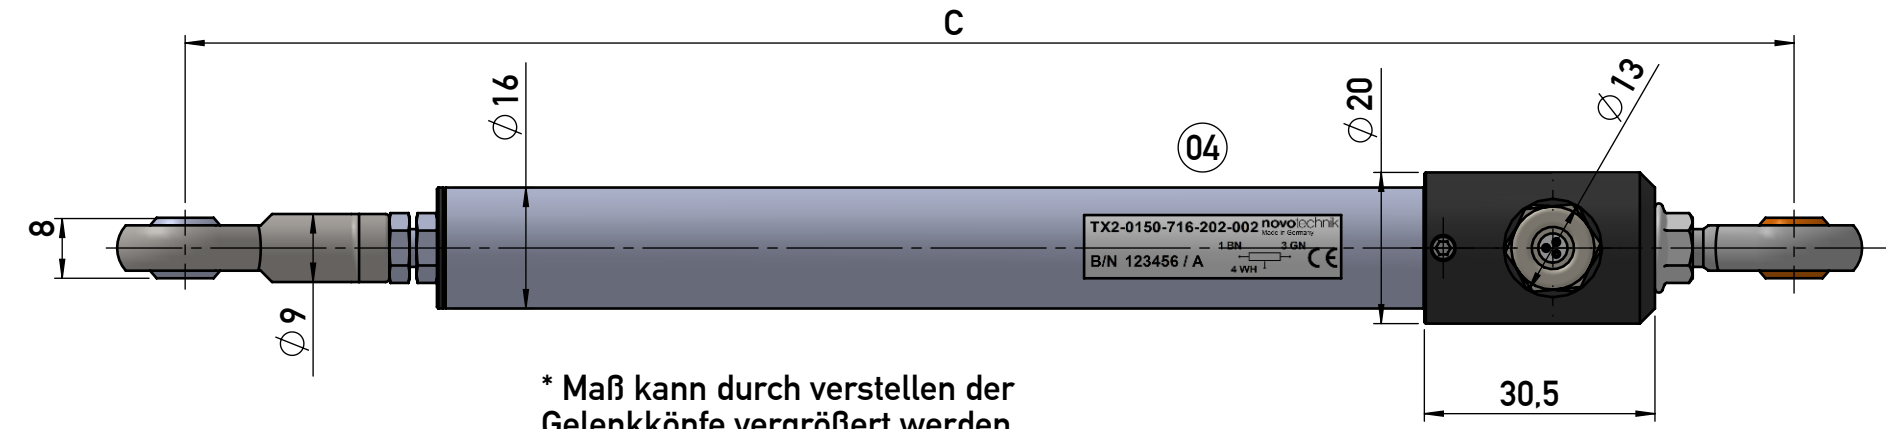 C
∅ 16
∅ 20
∅ 13
04
8
TX2-0150-716-202-002 novotechnik
Made in Germany
1 BN 3 GN
B/N 123456 / A CE
4 WH
∅ 9
30,5
* Maß kann durch verstellen der
Gelenkköpfe vergrößert werden